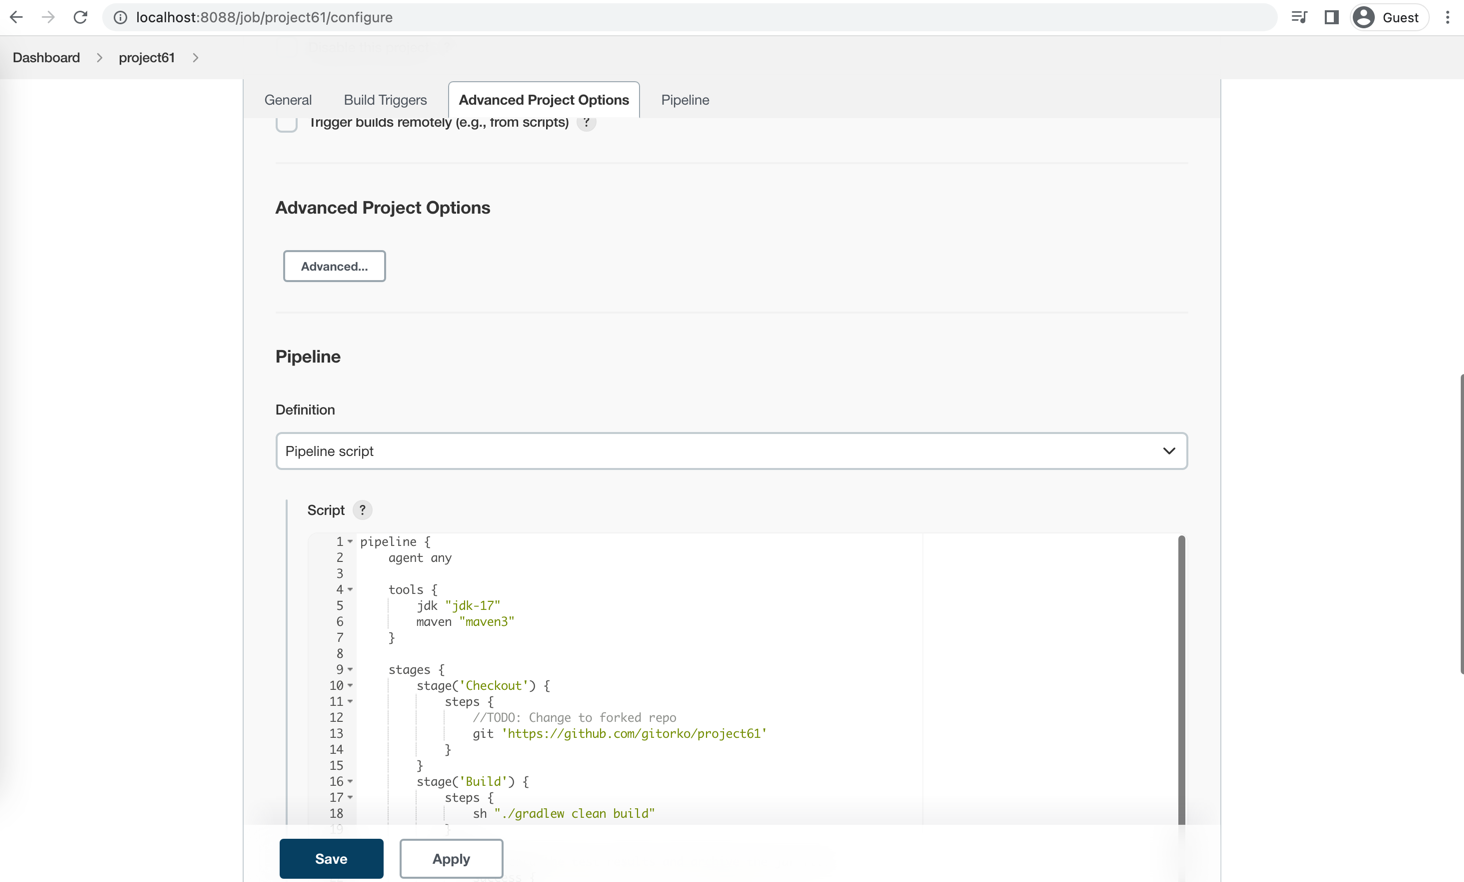 localhost:8088/job/project61/configure
Guest
Dashboard
project61
General
Build Triggers
Advanced Project Options
Pipeline
Trigger builds remotely (e.g., from scripts) ?
Advanced Project Options
Advanced...
Pipeline
Definition
Pipeline script
Script ?
1 pipeline {
2 agent any
3
4 tools {
5 jdk "jdk-17"
6 maven "maven3"
7 }
8
9 stages {
10 stage('Checkout') {
11 steps {
12 //TODO: Change to forked repo
13 git 'https://github.com/gitorko/project61'
14 }
15 }
16 stage('Build') {
17 steps {
18 sh "./gradlew clean build"
19 }
Save
Apply